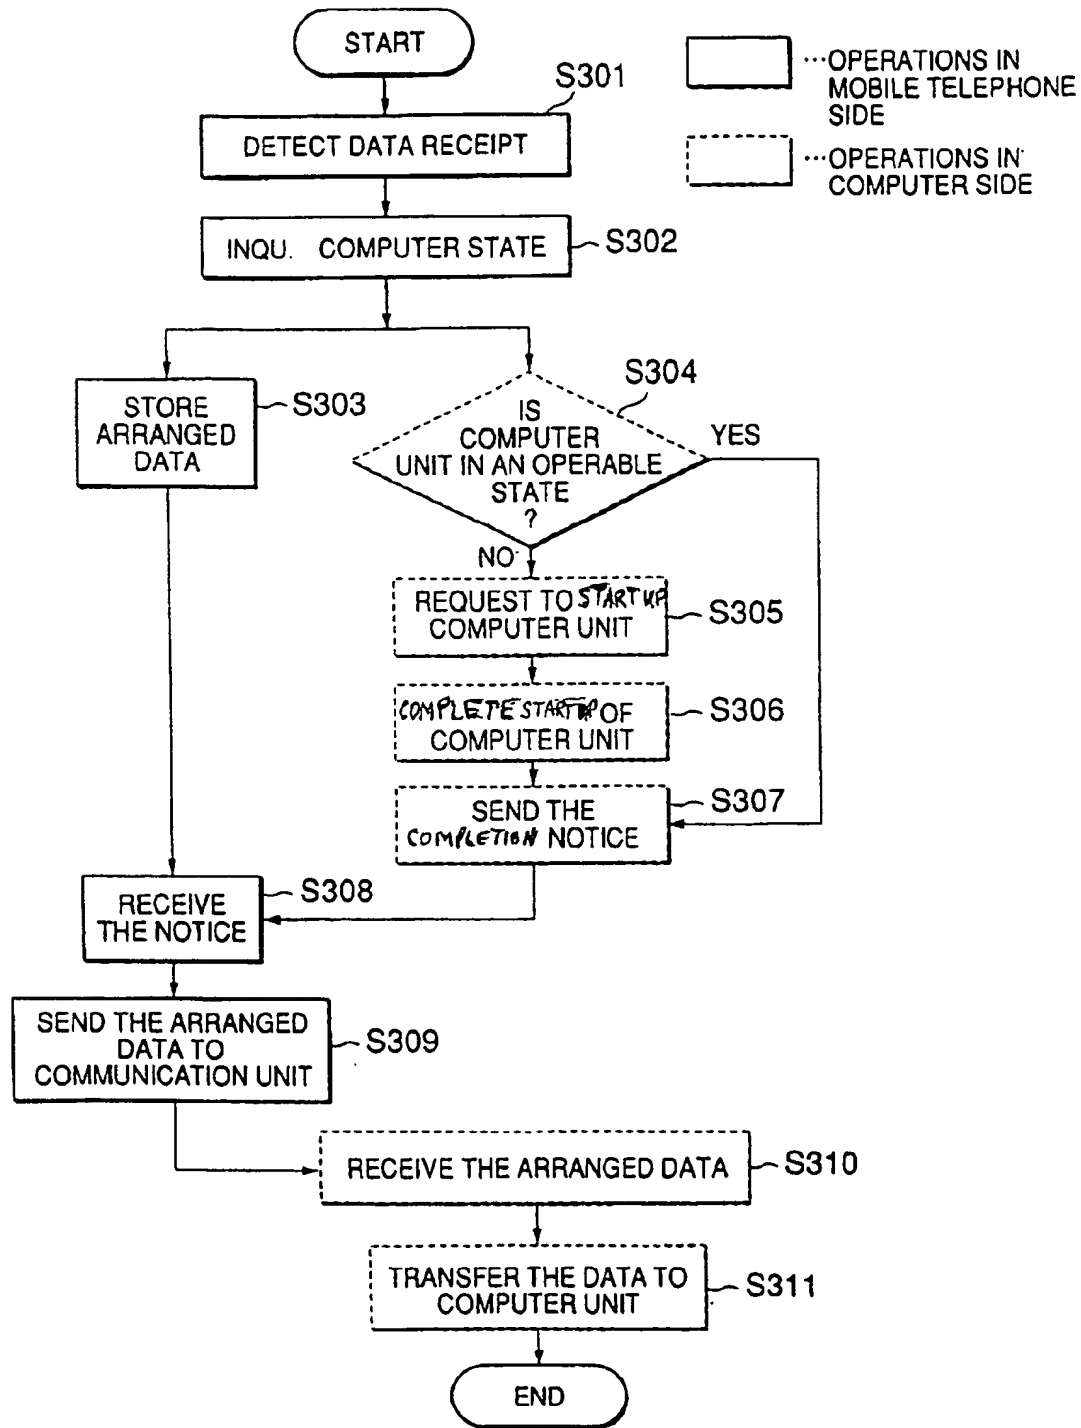 START
S301
DETECT DATA RECEIPT
…OPERATIONS IN
MOBILE TELEPHONE
SIDE
…OPERATIONS IN
COMPUTER SIDE
INQU. COMPUTER STATE
S302
S303
STORE
ARRANGED
DATA
S304
IS
COMPUTER
UNIT IN AN OPERABLE
STATE
?
YES
NO
REQUEST TO START UP
COMPUTER UNIT
S305
COMPLETE START UP OF
COMPUTER UNIT
S306
SEND THE
COMPLETION NOTICE
S307
RECEIVE
THE NOTICE
S308
SEND THE ARRANGED
DATA TO
COMMUNICATION UNIT
S309
RECEIVE THE ARRANGED DATA
S310
TRANSFER THE DATA TO
COMPUTER UNIT
S311
END